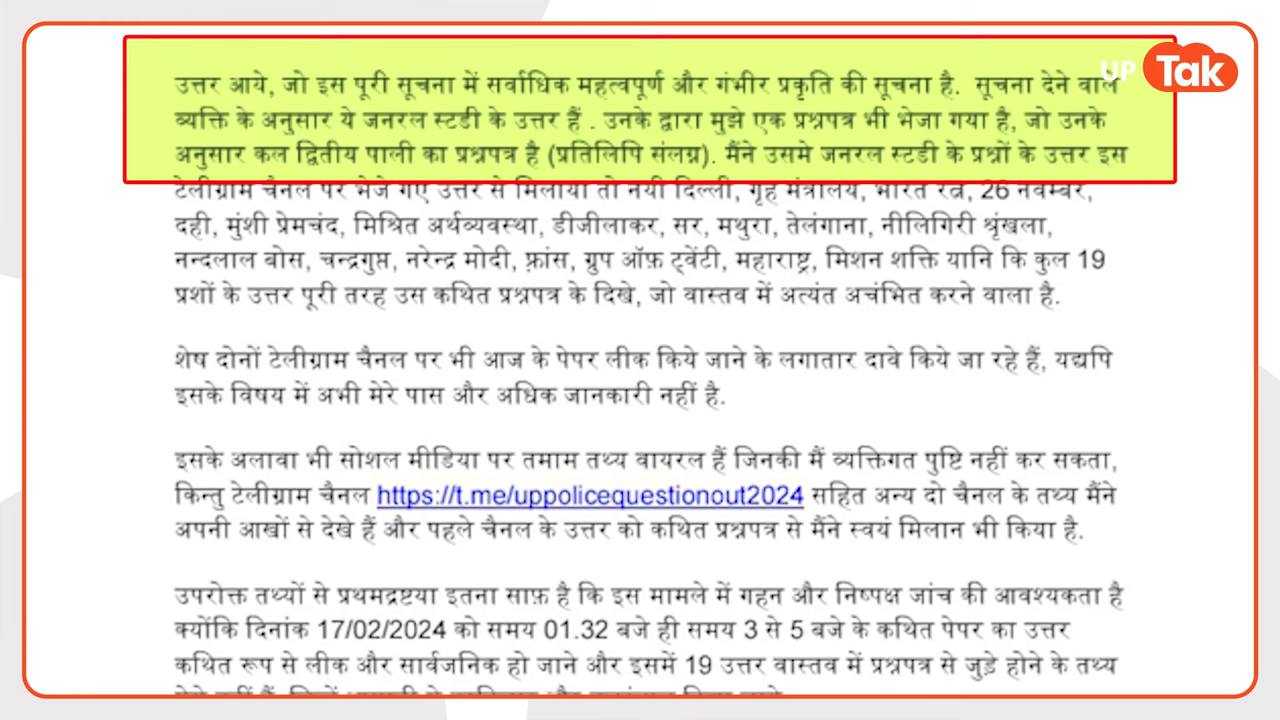 UP Tak
उत्तर आये, जो इस पूरी सूचना में सर्वाधिक महत्वपूर्ण और गंभीर प्रकृति की सूचना है. सूचना देने वाले
व्यक्ति के अनुसार ये जनरल स्टडी के उत्तर हैं . उनके द्वारा मुझे एक प्रश्नपत्र भी भेजा गया है, जो उनके
अनुसार कल द्वितीय पाली का प्रश्नपत्र है (प्रतिलिपि संलग्न). मैंने उसमे जनरल स्टडी के प्रश्नों के उत्तर इस
टेलीग्राम चैनल पर भेजे गए उत्तर से मिलाया तो नयी दिल्ली, गृह मंत्रालय, भारत रत्न, 26 नवम्बर,
दही, मुंशी प्रेमचंद, मिश्रित अर्थव्यवस्था, डीजीलाकर, सर, मथुरा, तेलंगाना, नीलिगिरी श्रृंखला,
नन्दलाल बोस, चन्द्रगुप्त, नरेन्द्र मोदी, फ़्रांस, ग्रुप ऑफ़ ट्वेंटी, महाराष्ट्र, मिशन शक्ति यानि कि कुल 19
प्रशों के उत्तर पूरी तरह उस कथित प्रश्नपत्र के दिखे, जो वास्तव में अत्यंत अचंभित करने वाला है.
शेष दोनों टेलीग्राम चैनल पर भी आज के पेपर लीक किये जाने के लगातार दावे किये जा रहे हैं, यद्यपि
इसके विषय में अभी मेरे पास और अधिक जानकारी नहीं है.
इसके अलावा भी सोशल मीडिया पर तमाम तथ्य वायरल हैं जिनकी मैं व्यक्तिगत पुष्टि नहीं कर सकता,
किन्तु टेलीग्राम चैनल https://t.me/uppolicequestionout2024 सहित अन्य दो चैनल के तथ्य मैंने
अपनी आखों से देखे हैं और पहले चैनल के उत्तर को कथित प्रश्नपत्र से मैंने स्वयं मिलान भी किया है.
उपरोक्त तथ्यों से प्रथमद्रष्टया इतना साफ़ है कि इस मामले में गहन और निष्पक्ष जांच की आवश्यकता है
क्योंकि दिनांक 17/02/2024 को समय 01.32 बजे ही समय 3 से 5 बजे के कथित पेपर का उत्तर
कथित रूप से लीक और सार्वजनिक हो जाने और इसमें 19 उत्तर वास्तव में प्रश्नपत्र से जुड़े होने के तथ्य